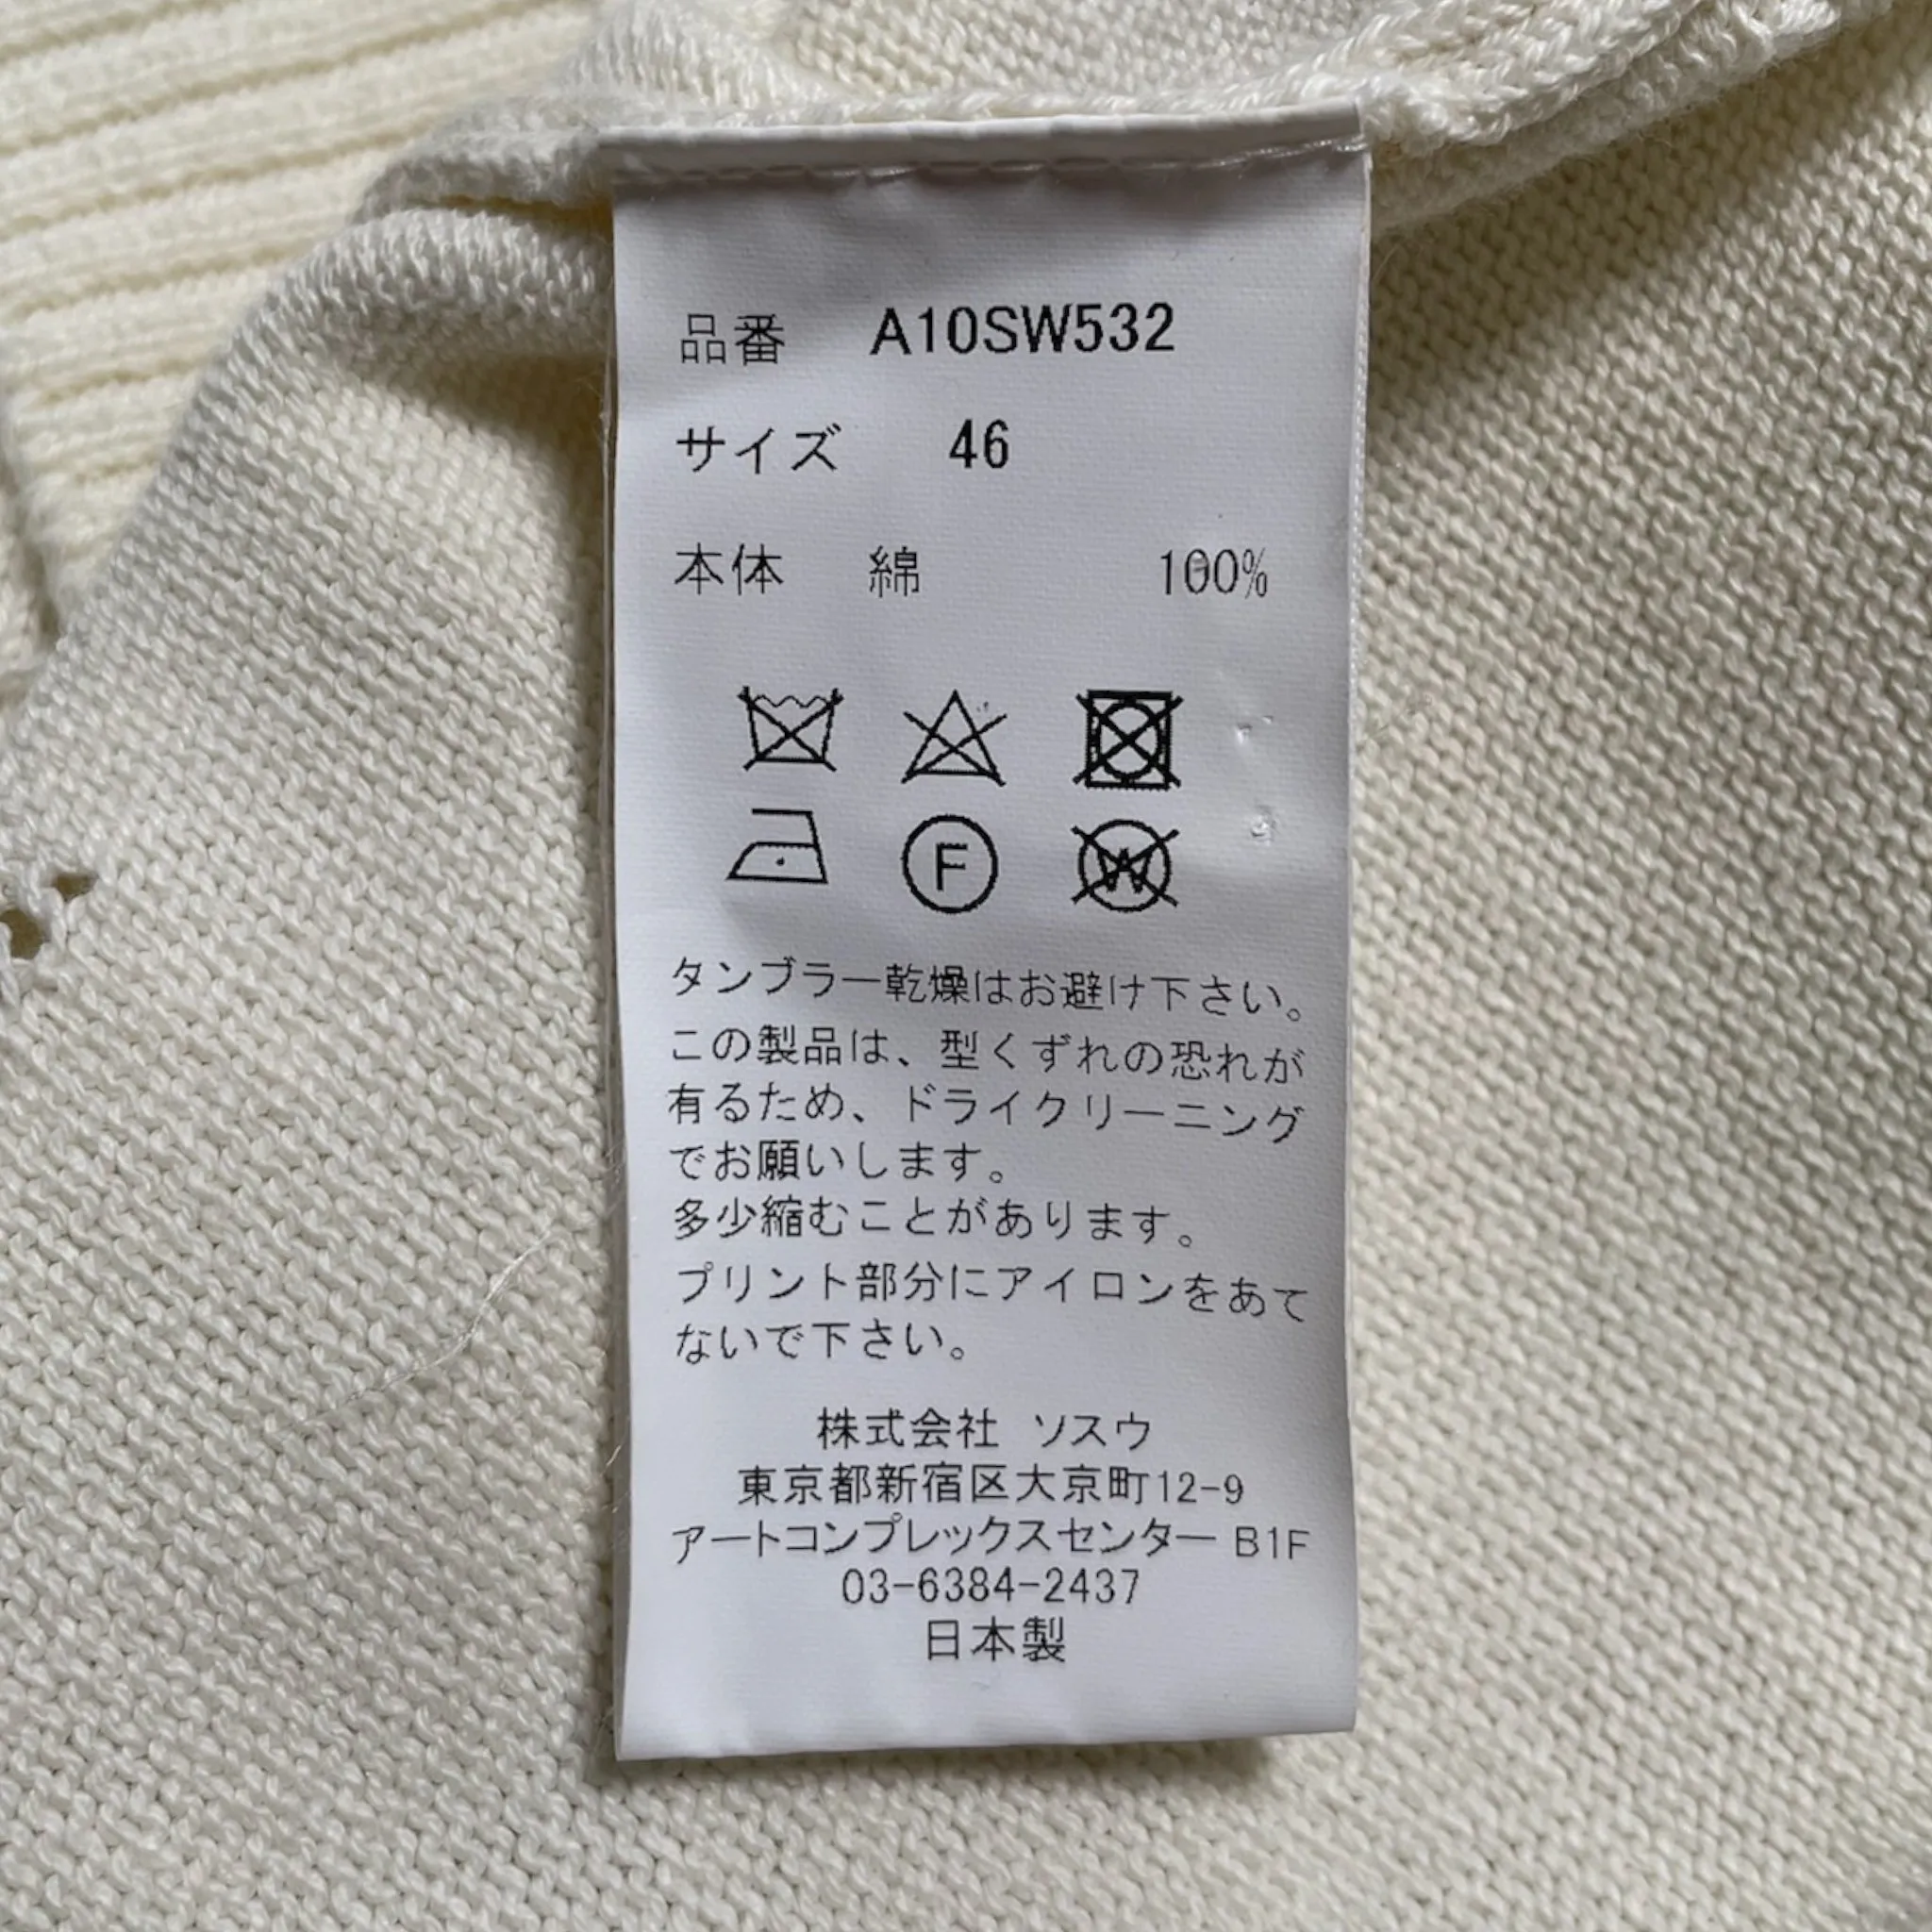 品番 A10SW532
サイズ 46
本体 綿 100%
F W
タンブラー乾燥はお避け下さい。
この製品は、型くずれの恐れが
有るため、ドライクリーニング
でお願いします。
多少縮むことがあります。
プリント部分にアイロンをあて
ないで下さい。
株式会社 ソスウ
東京都新宿区大京町12-9
アートコンプレックスセンター B1F
03-6384-2437
日本製